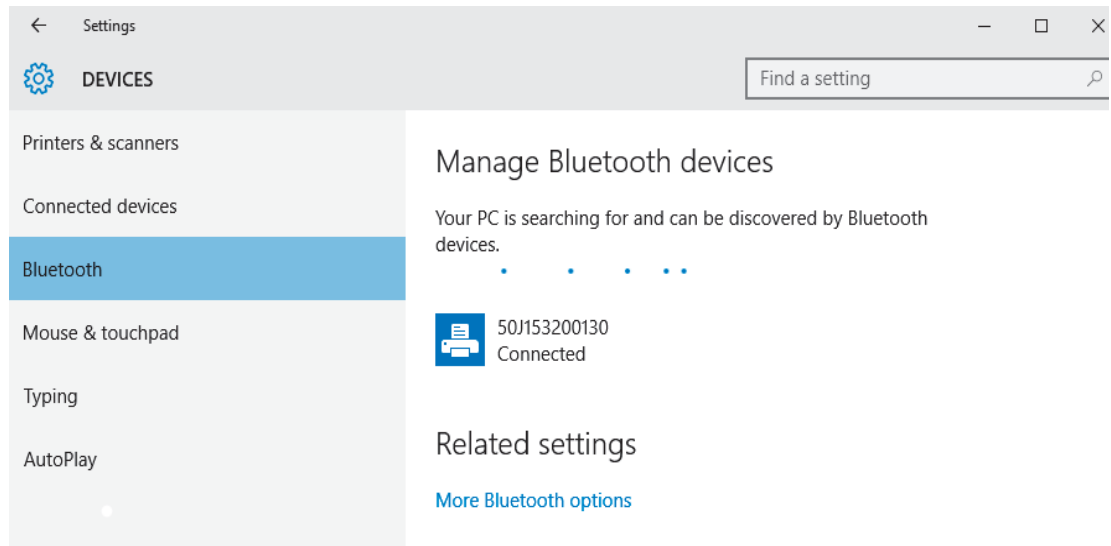 Settings
DEVICES
Find a setting
Printers & scanners
Connected devices
Bluetooth
Mouse & touchpad
Typing
AutoPlay
Manage Bluetooth devices
Your PC is searching for and can be discovered by Bluetooth
devices.
50J153200130
Connected
Related settings
More Bluetooth options